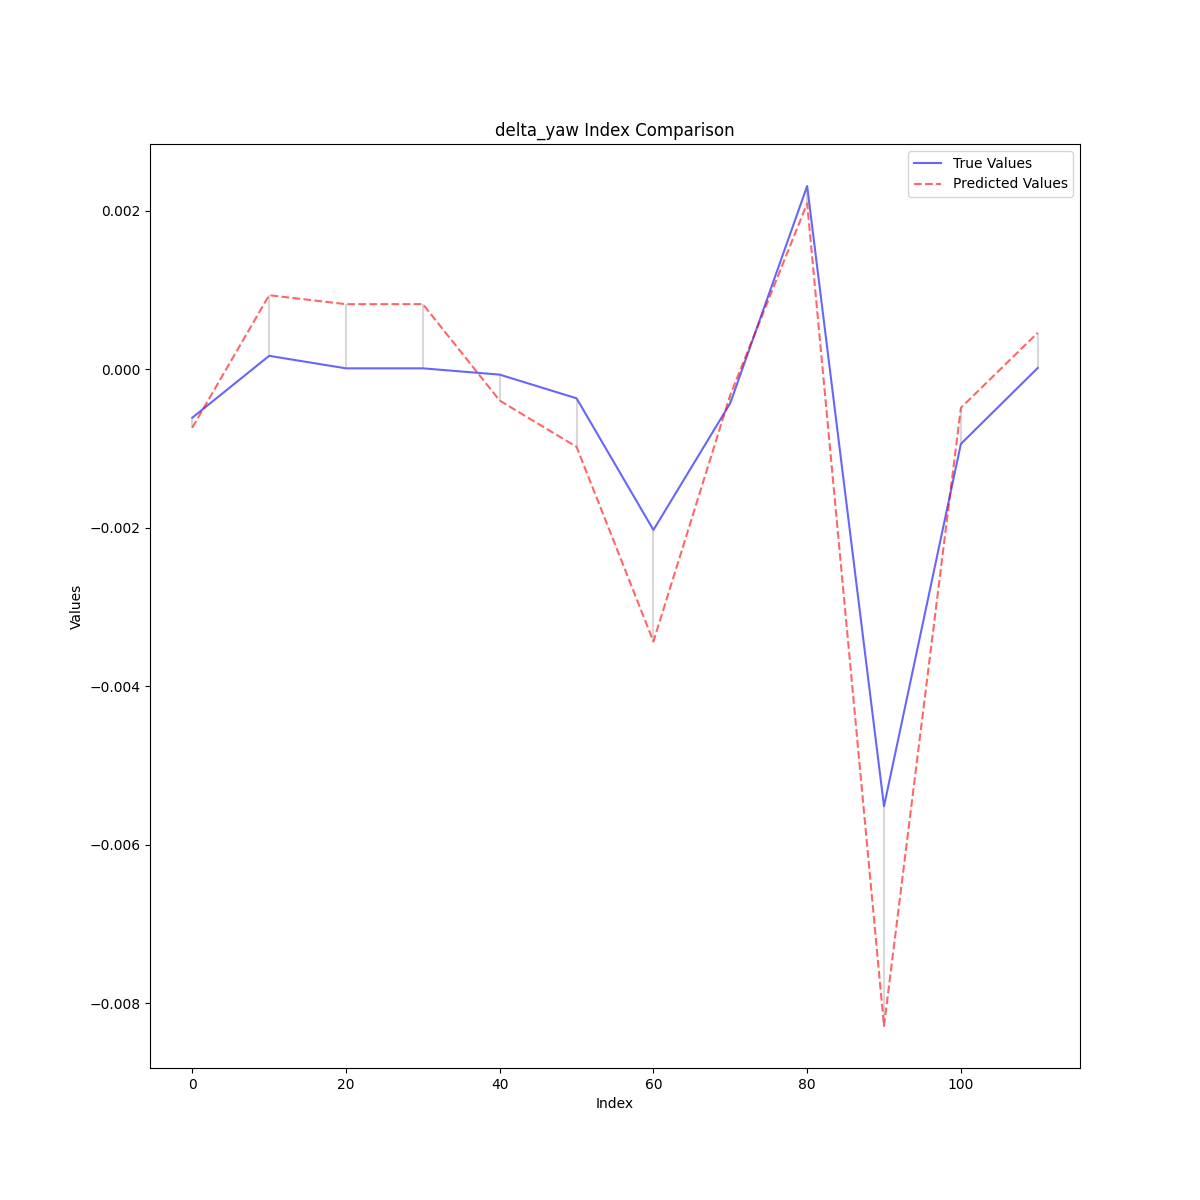 delta_yaw Index Comparison
True Values
Predicted Values
0.002
0.000
−0.002
−0.004
−0.006
−0.008
Values
0
20
40
60
80
100
Index